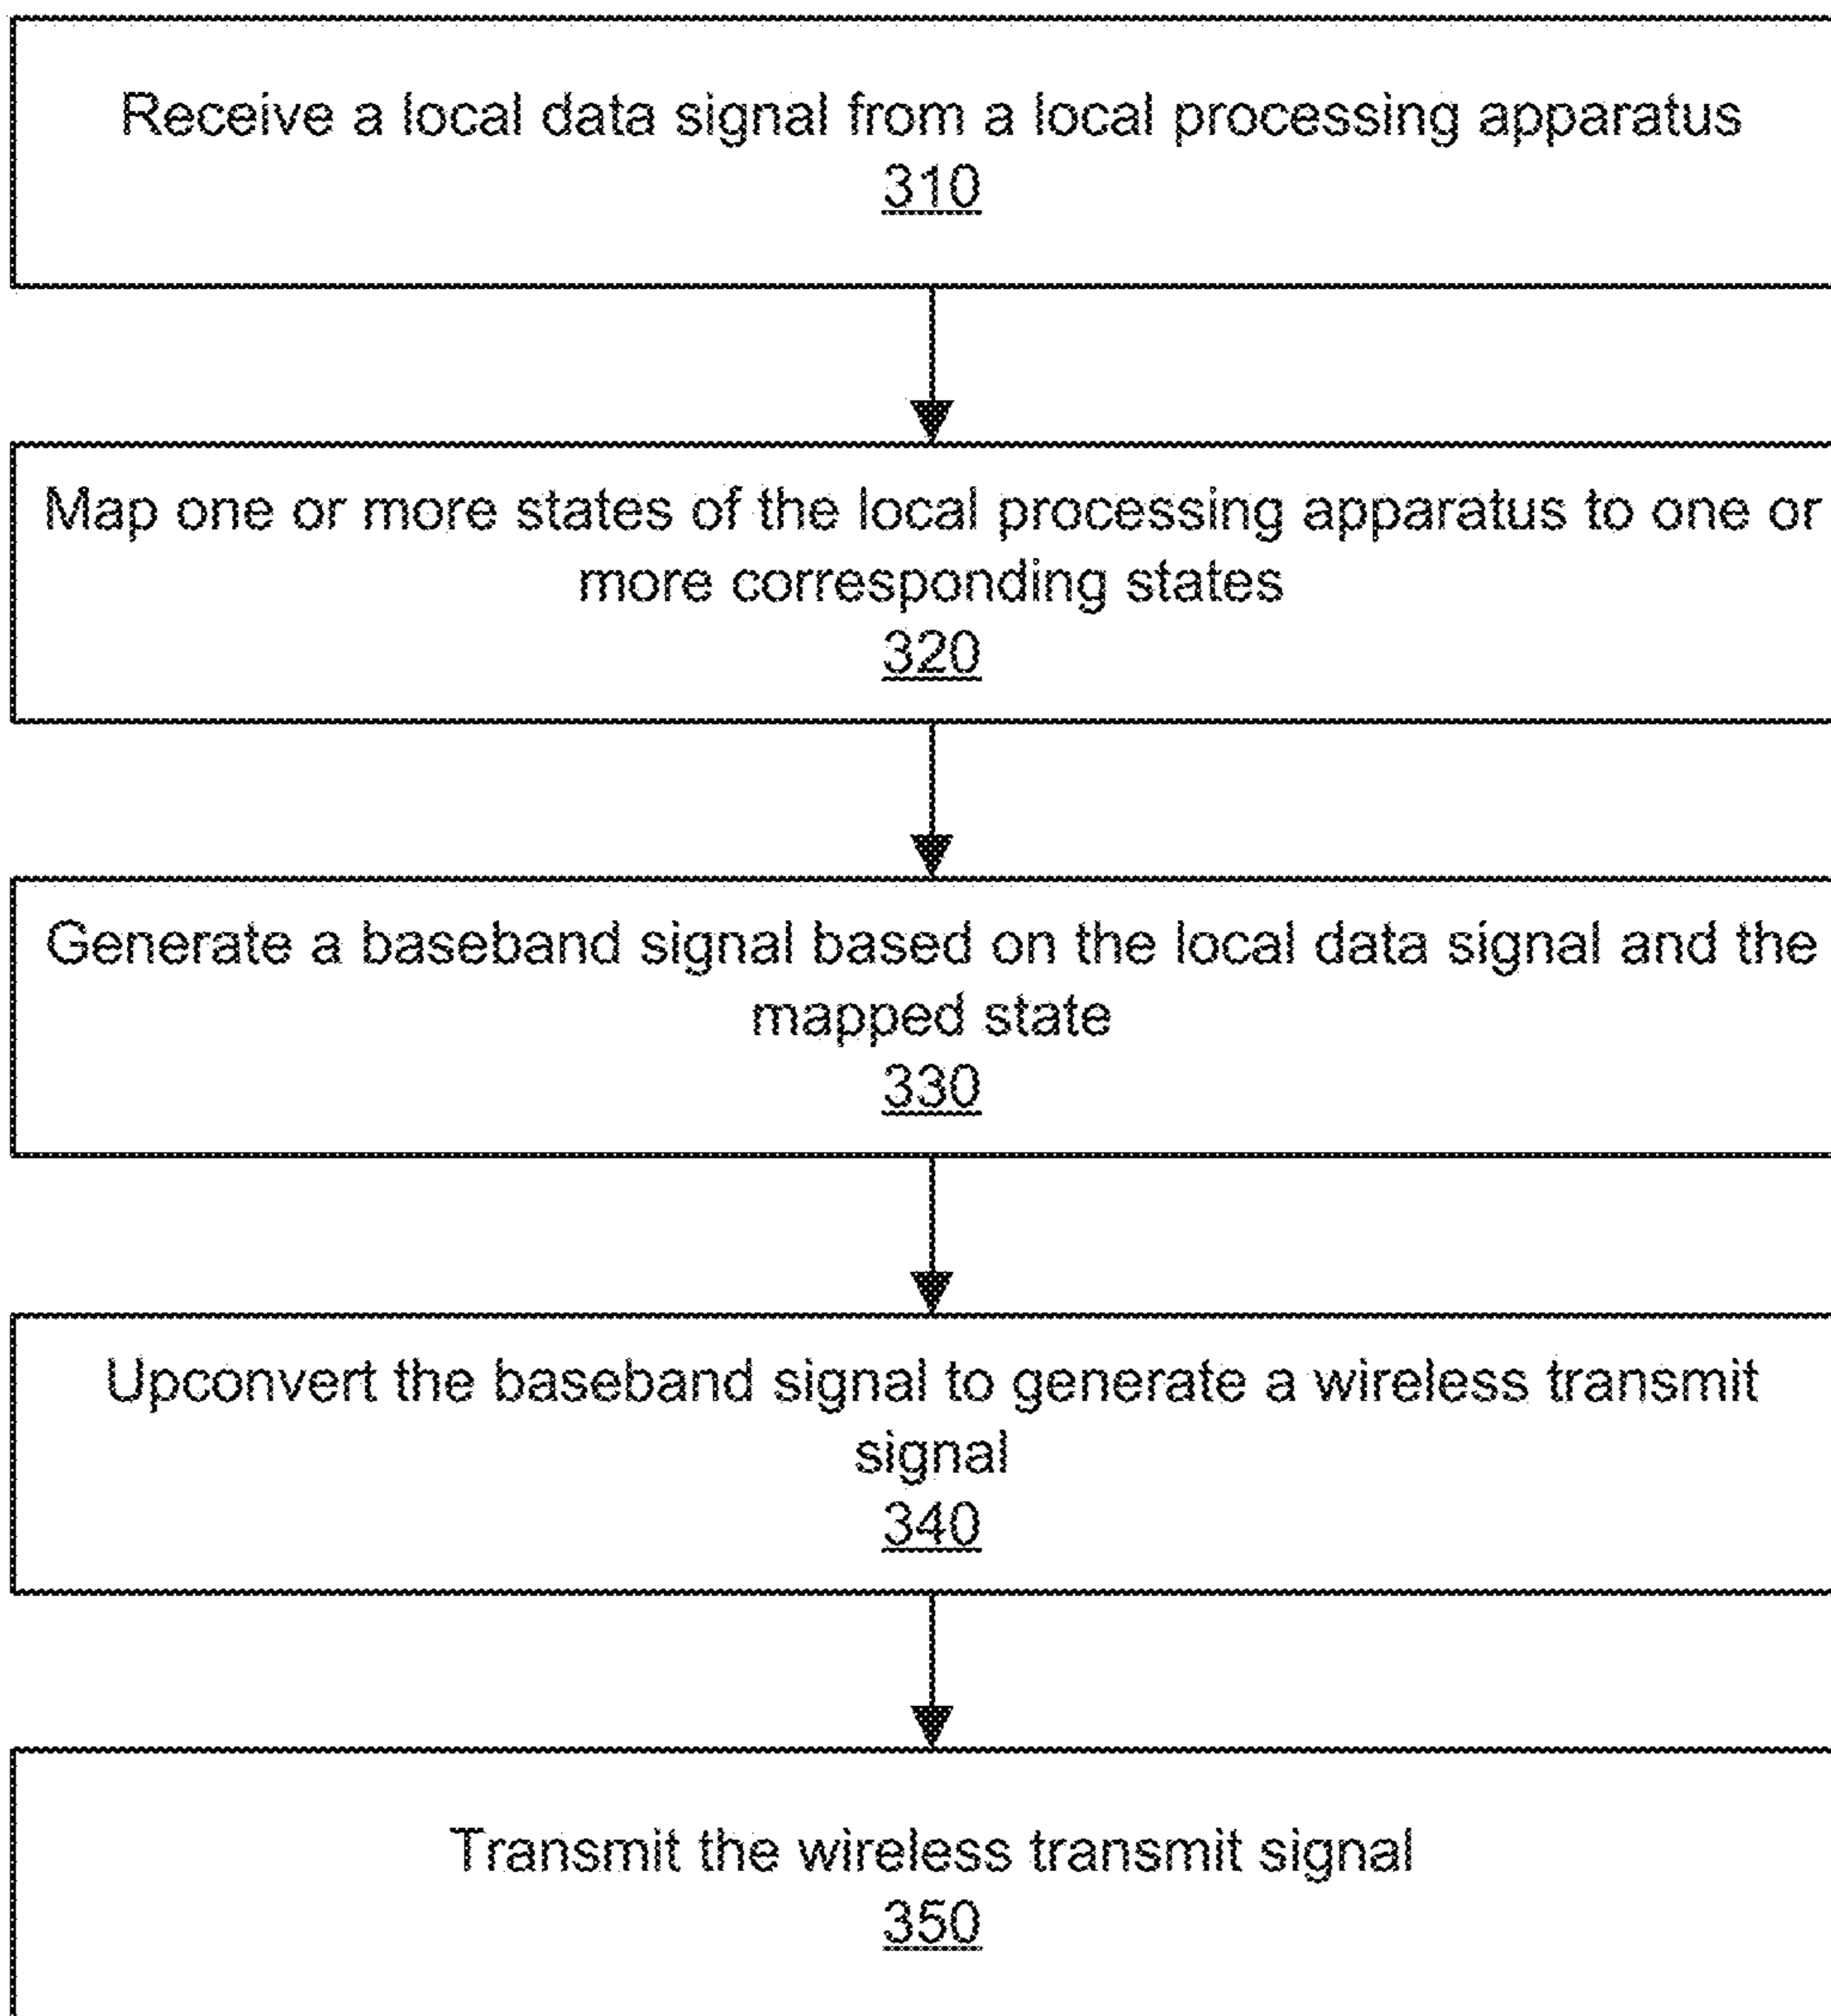 Receive a local data signal from a local processing apparatus
310
Map one or more states of the local processing apparatus to one or
more corresponding states
320
Generate a baseband signal based on the local data signal and the
mapped state
330
Upconvert the baseband signal to generate a wireless transmit
signal
340
Transmit the wireless transmit signal
350